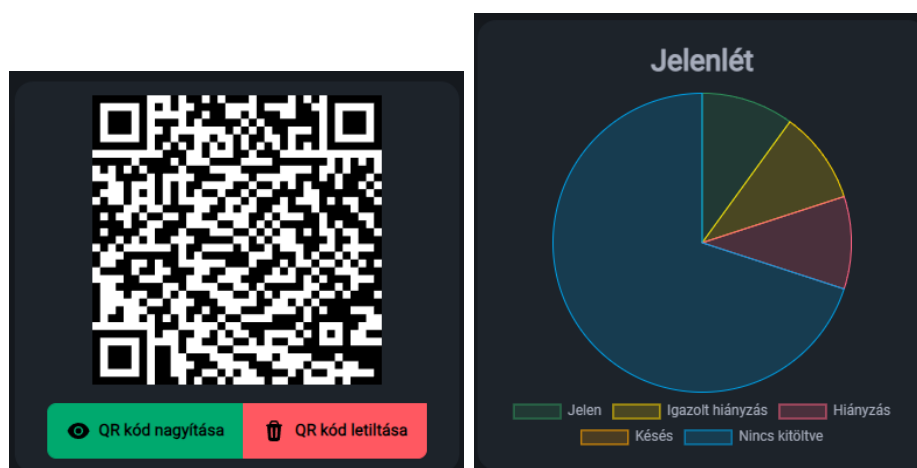 Jelenlét
QR kód nagyítása
QR kód letiltása
Jelen
Igazolt hiányzás
Hiányzás
Késés
Nincs kitöltve